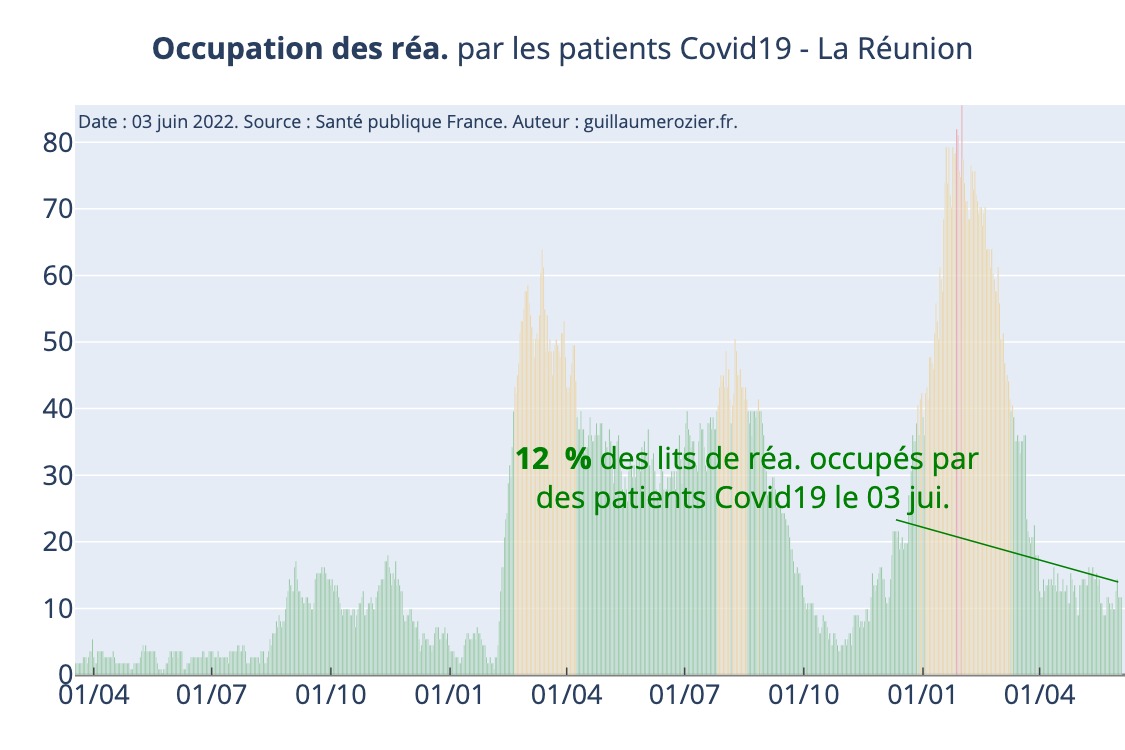 Occupation des réa. par les patients Covid19 - La Réunion
Date : 03 juin 2022. Source : Santé publique France. Auteur : guillaumerozier.fr.
80
70
60
50
40
30
20
10
0
12 % des lits de réa. occupés par
des patients Covid19 le 03 jui.
01/04 01/07 01/10 01/01 01/04 01/07 01/10 01/01 01/04